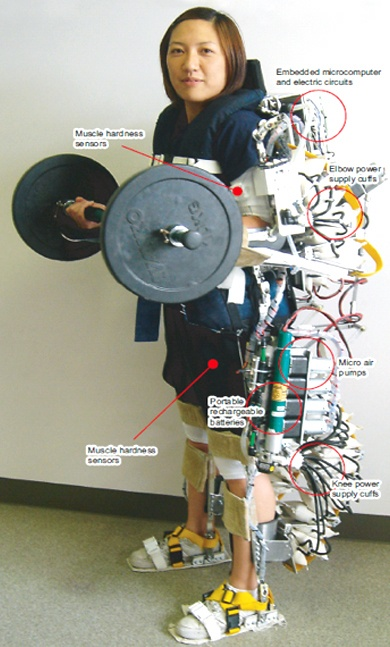 Embedded microcomputer
and electric circuits
Muscle hardness
sensors
Elbow power
supply cuffs
Micro air
pumps
Portable
rechargeable
batteries
Muscle hardness
sensors
Knee power
supply cuffs